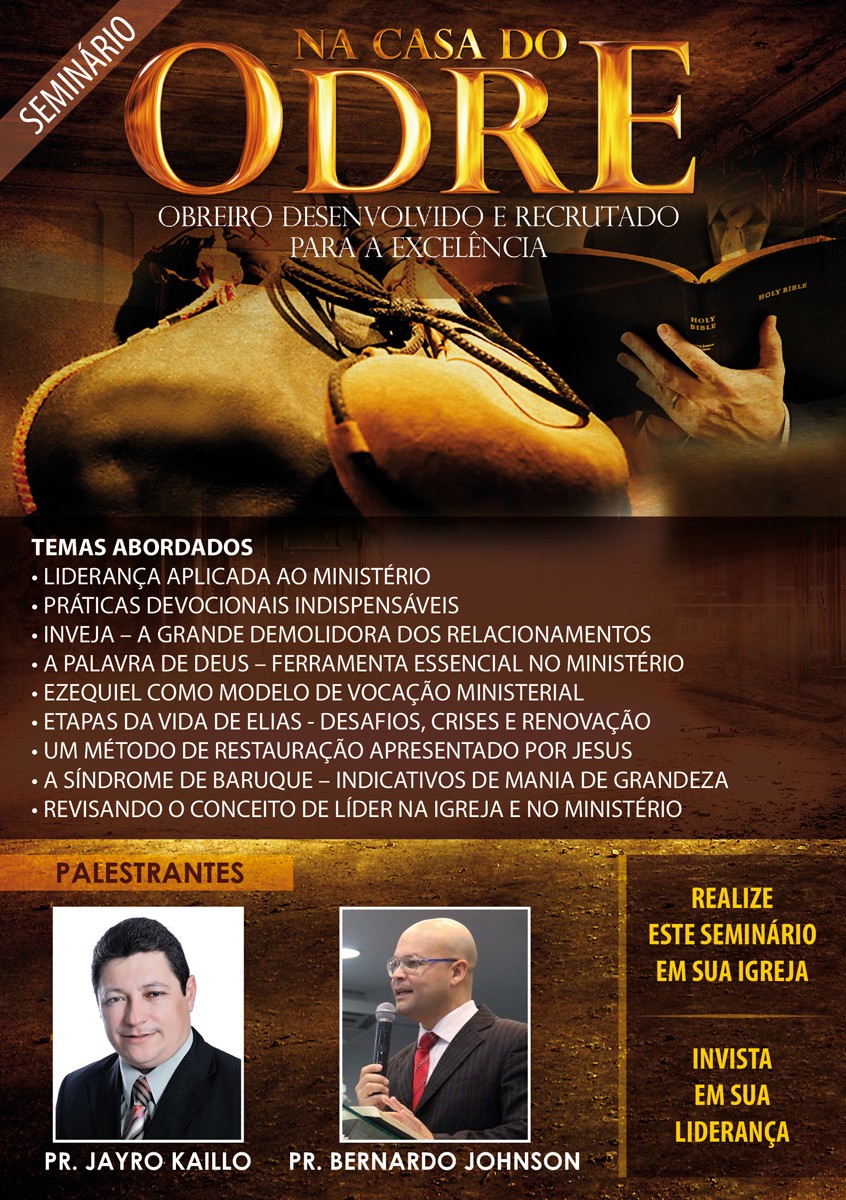 SEMINÁRIO
NA CASA DO
ODRE
OBREIRO DESENVOLVIDO E RECRUTADO
PARA A EXCELÊNCIA
HOLY
BIBLE
HOLY BIBLE
TEMAS ABORDADOS
• LIDERANÇA APLICADA AO MINISTÉRIO
• PRÁTICAS DEVOCIONAIS INDISPENSÁVEIS
• INVEJA – A GRANDE DEMOLIDORA DOS RELACIONAMENTOS
• A PALAVRA DE DEUS – FERRAMENTA ESSENCIAL NO MINISTÉRIO
• EZEQUIEL COMO MODELO DE VOCAÇÃO MINISTERIAL
• ETAPAS DA VIDA DE ELIAS - DESAFIOS, CRISES E RENOVAÇÃO
• UM MÉTODO DE RESTAURAÇÃO APRESENTADO POR JESUS
• A SÍNDROME DE BARUQUE – INDICATIVOS DE MANIA DE GRANDEZA
• REVISANDO O CONCEITO DE LÍDER NA IGREJA E NO MINISTÉRIO
PALESTRANTES
PR. JAYRO KAILLO
PR. BERNARDO JOHNSON
REALIZE
ESTE SEMINÁRIO
EM SUA IGREJA
INVISTA
EM SUA
LIDERANÇA